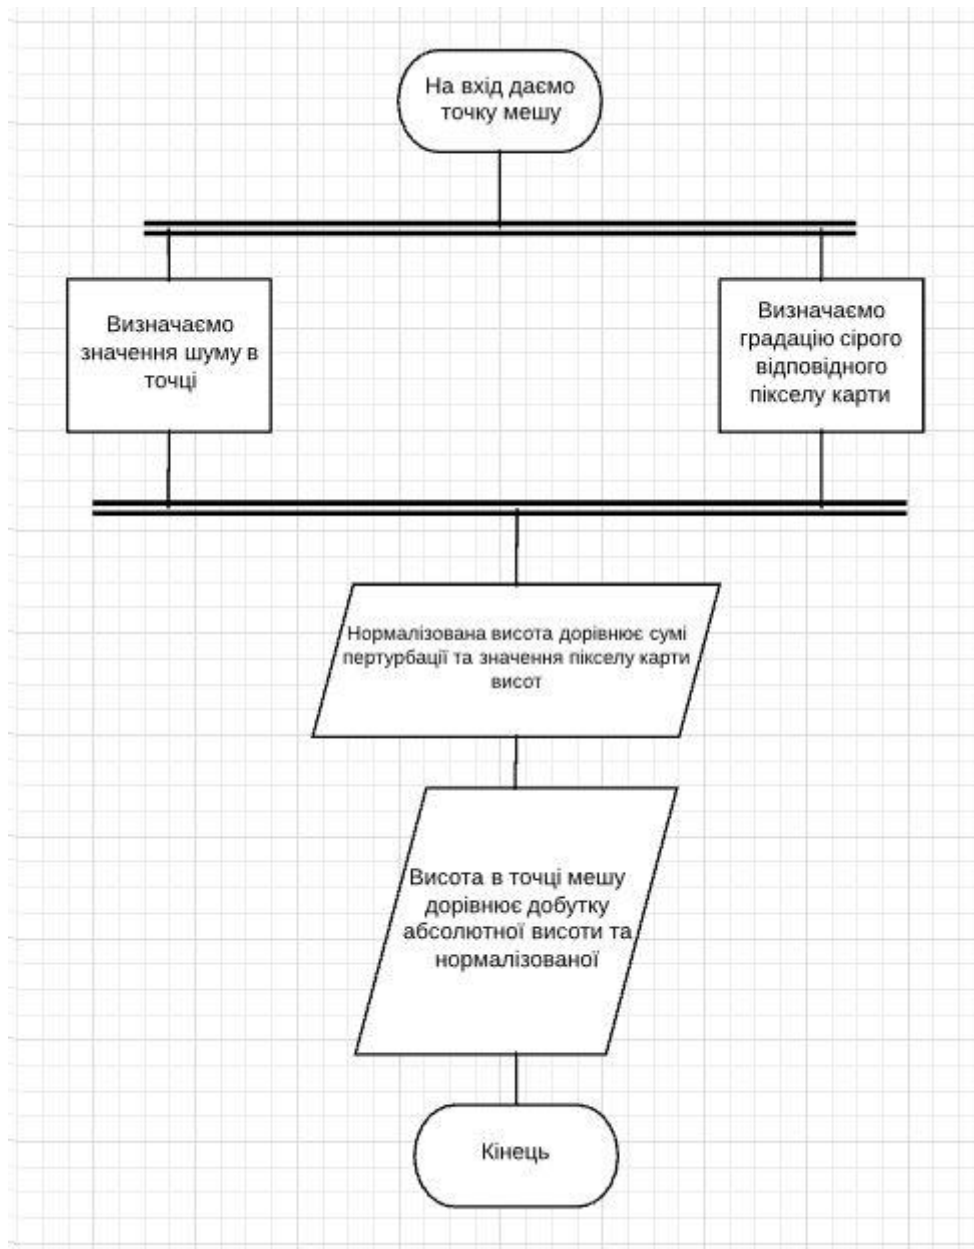 На вхід даємо
точку мешу
Визначаємо
значення шуму в
точці
Визначаємо
градацію сірого
відповідного
пікселу карти
Нормалізована висота дорівнює сумі
пертурбації та значення пікселу карти
висот
Висота в точці мешу
дорівнює добутку
абсолютної висоти та
нормалізованої
Кінець